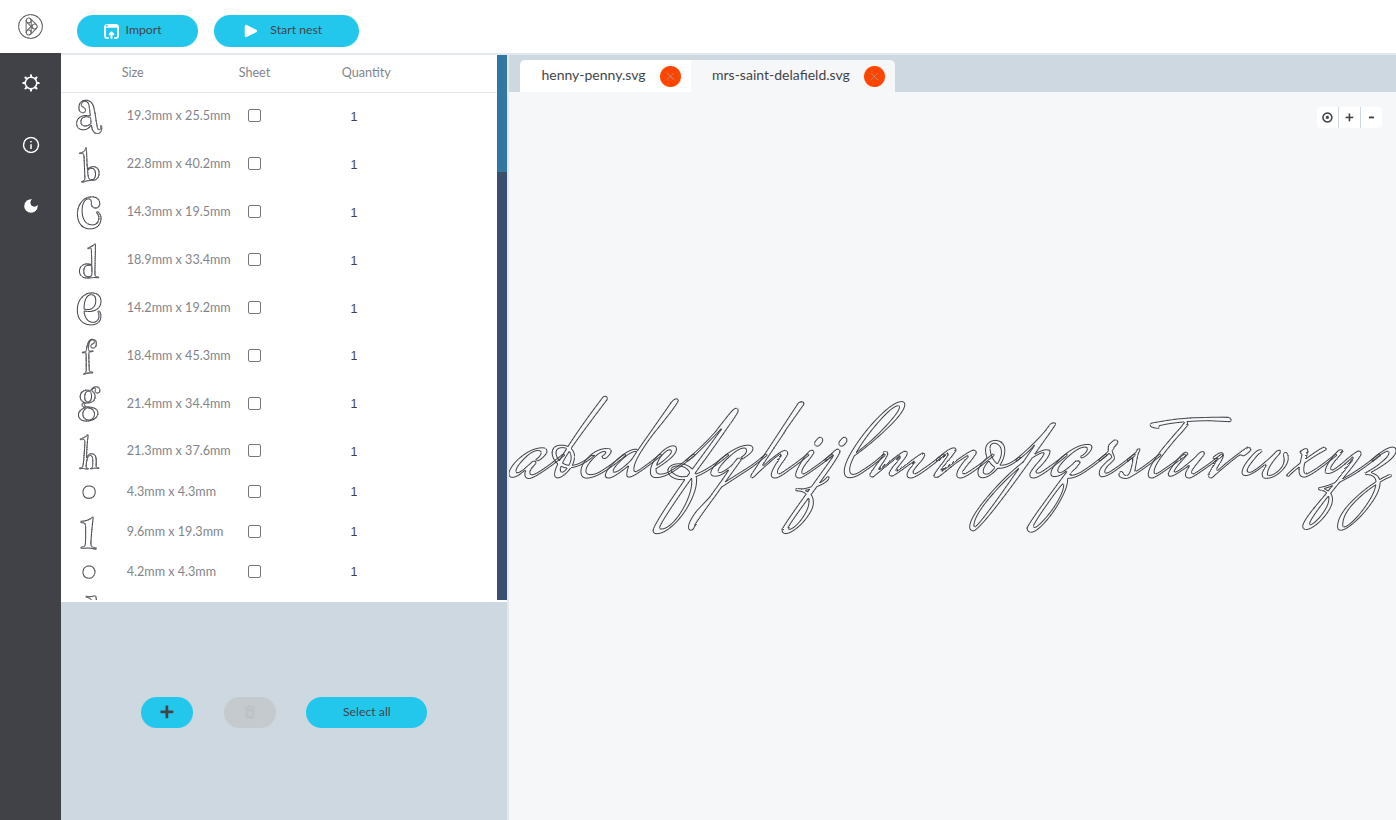 Import
Start nest
Size Sheet Quantity
a 19.3mm x 25.5mm 1
b 22.8mm x 40.2mm 1
c 14.3mm x 19.5mm 1
d 18.9mm x 33.4mm 1
e 14.2mm x 19.2mm 1
f 18.4mm x 45.3mm 1
g 21.4mm x 34.4mm 1
h 21.3mm x 37.6mm 1
4.3mm x 4.3mm 1
ı 9.6mm x 19.3mm 1
4.2mm x 4.3mm 1
+
Select all
henny-penny.svg
mrs-saint-delafield.svg
+ -
abcdefghijlmnopqrstuvwxyz